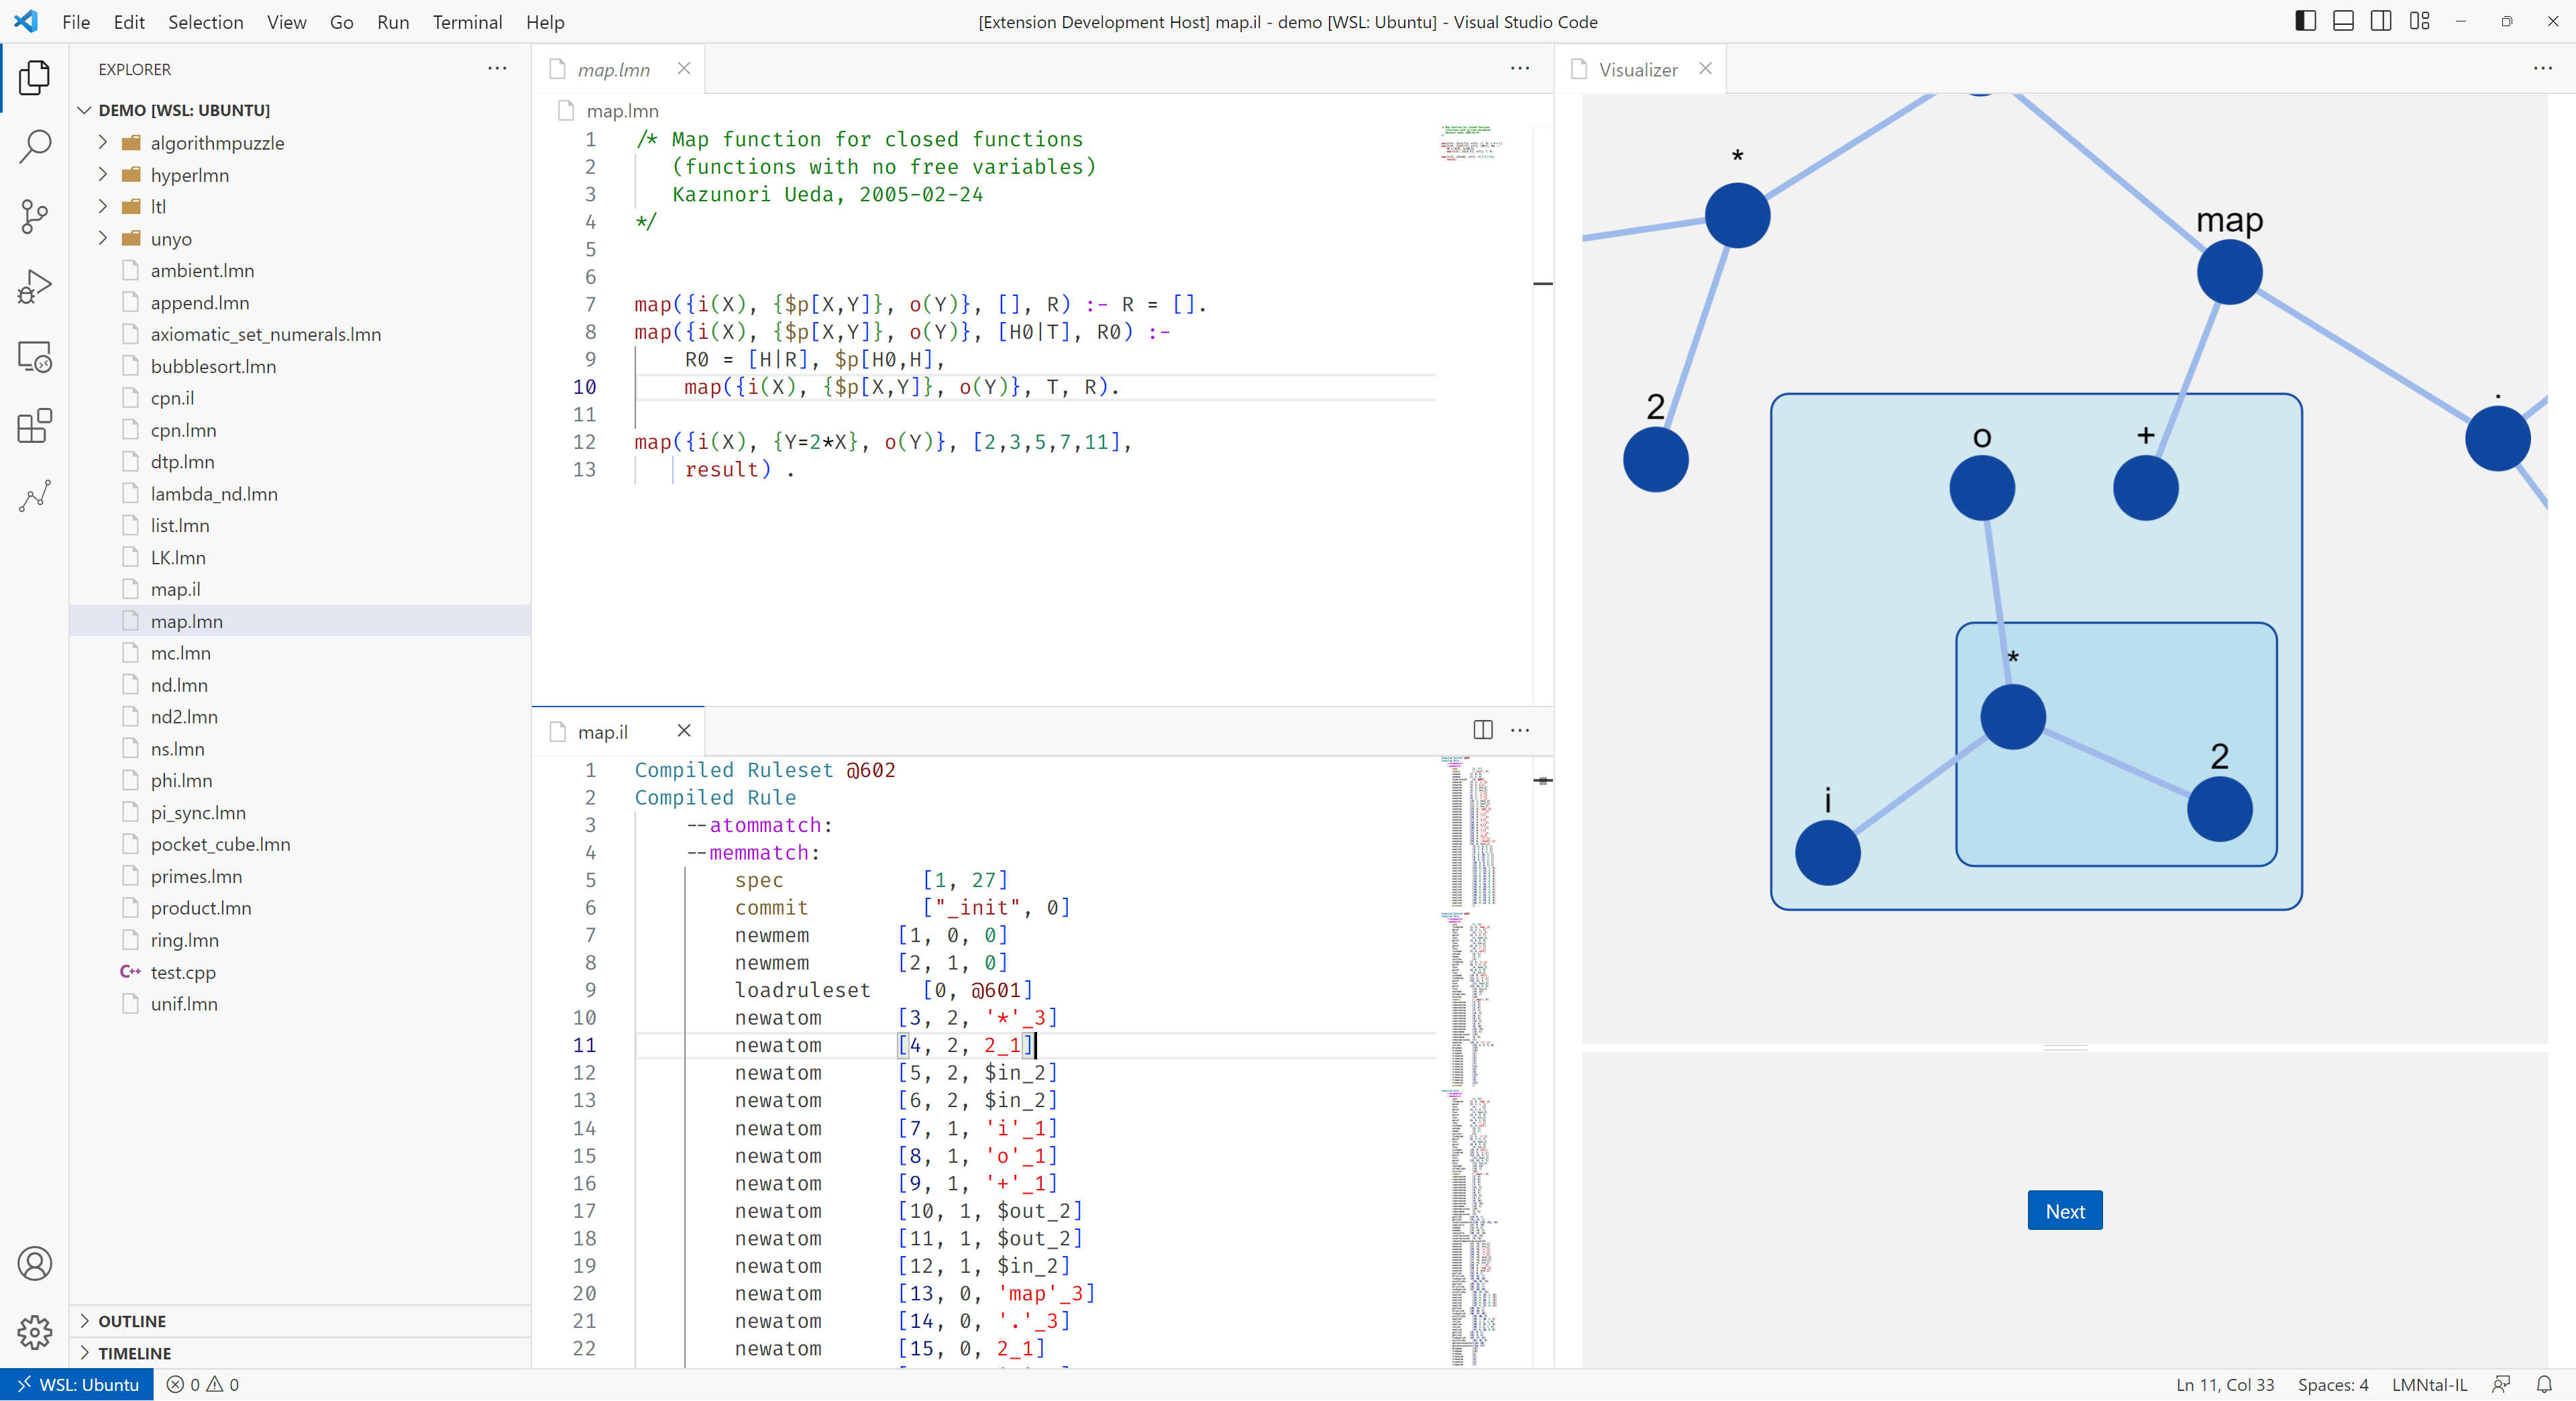 File Edit Selection View Go Run Terminal Help
[Extension Development Host] map.il - demo [WSL: Ubuntu] - Visual Studio Code
EXPLORER
DEMO [WSL: UBUNTU]
algorithmpuzzle
hyperlmn
ltl
unyo
ambient.lmn
append.lmn
axiomatic_set_numerals.lmn
bubblesort.lmn
cpn.il
cpn.lmn
dtp.lmn
lambda_nd.lmn
list.lmn
LK.lmn
map.il
map.lmn
mc.lmn
nd.lmn
nd2.lmn
ns.lmn
phi.lmn
pi_sync.lmn
pocket_cube.lmn
primes.lmn
product.lmn
ring.lmn
C++ test.cpp
unif.lmn
OUTLINE
TIMELINE
map.lmn
map.lmn
1 /* Map function for closed functions
2 (functions with no free variables)
3 Kazunori Ueda, 2005-02-24
4 */
5
6
7 map({i(X), {$p[X,Y]}, o(Y)}, [], R) :- R = [].
8 map({i(X), {$p[X,Y]}, o(Y)}, [H0|T], R0) :-
9 R0 = [H|R], $p[H0,H],
10 map({i(X), {$p[X,Y]}, o(Y)}, T, R).
11
12 map({i(X), {Y=2*X}, o(Y)}, [2,3,5,7,11],
13 result) .
map.il
1 Compiled Ruleset @602
2 Compiled Rule
3 --atommatch:
4 --memmatch:
5 spec [1, 27]
6 commit ["_init", 0]
7 newmem [1, 0, 0]
8 newmem [2, 1, 0]
9 loadruleset [0, @601]
10 newatom [3, 2, '*'_3]
11 newatom [4, 2, 2_1]
12 newatom [5, 2, $in_2]
13 newatom [6, 2, $in_2]
14 newatom [7, 1, 'i'_1]
15 newatom [8, 1, 'o'_1]
16 newatom [9, 1, '+'_1]
17 newatom [10, 1, $out_2]
18 newatom [11, 1, $out_2]
19 newatom [12, 1, $in_2]
20 newatom [13, 0, 'map'_3]
21 newatom [14, 0, '.'_3]
22 newatom [15, 0, 2_1]
Visualizer
*
map
2
.
o
+
*
2
i
Next
WSL: Ubuntu 0 0
Ln 11, Col 33 Spaces: 4 LMNtal-IL